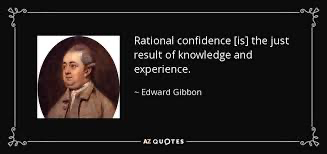 Rational confidence [is] the just
result of knowledge and
experience.
~ Edward Gibbon
AZ QUOTES